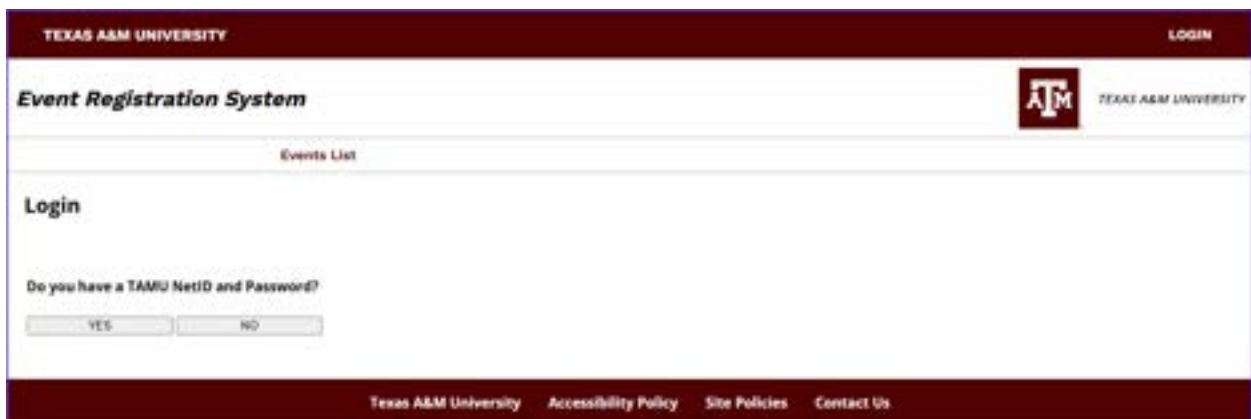 TEXAS A&M UNIVERSITY LOGIN
Event Registration System
ATM TEXAS A&M UNIVERSITY
Events List
Login
Do you have a TAMU NetID and Password?
YES NO
Texas A&M University Accessibility Policy Site Policies Contact Us